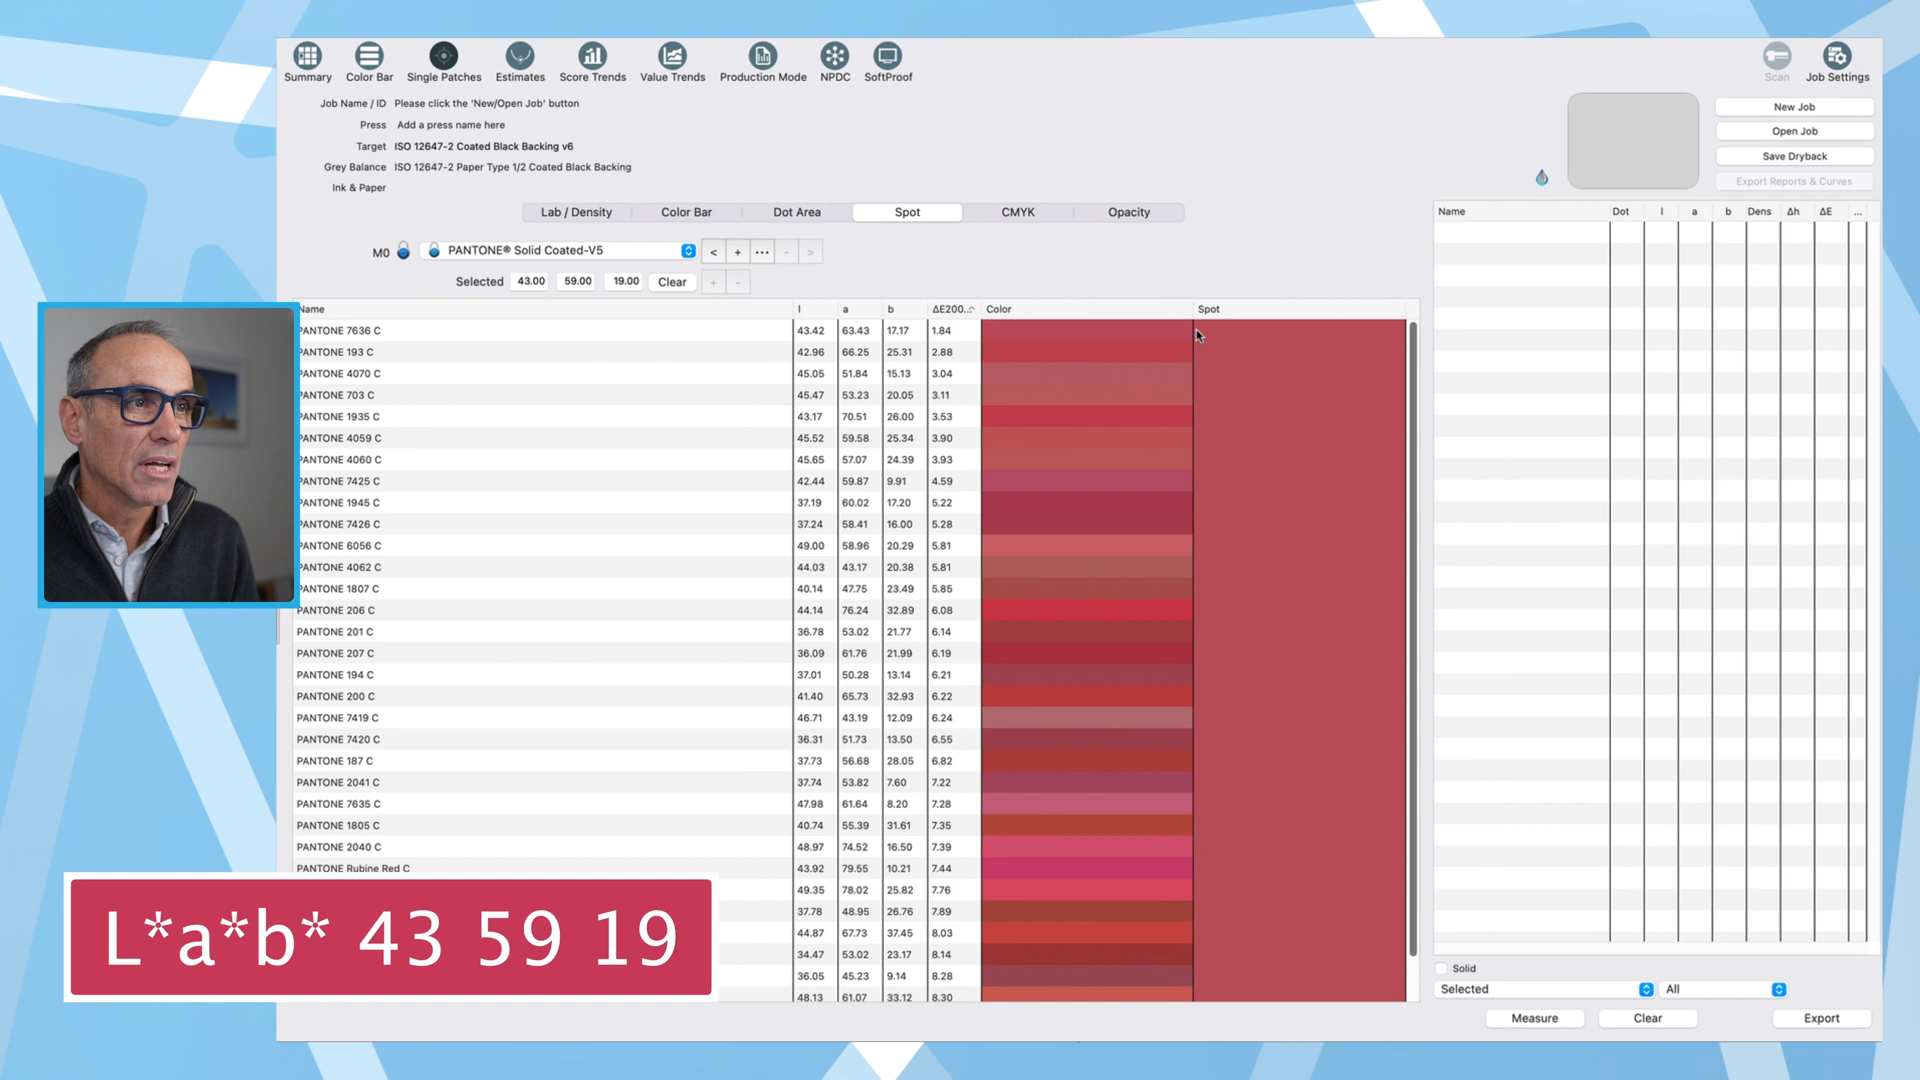 Summary Color Bar Single Patches Estimates Score Trends Value Trends Production Mode NPDC SoftProof Scan Job Settings
Job Name / ID Please click the 'New/Open Job' button
Press Add a press name here
Target ISO 12647-2 Coated Black Backing v6
Grey Balance ISO 12647-2 Paper Type 1/2 Coated Black Backing
Ink & Paper
New Job
Open Job
Save Dryback
Export Reports & Curves
Lab / Density Color Bar Dot Area Spot CMYK Opacity
M0 PANTONE® Solid Coated-V5 < + ... - >
Selected 43.00 59.00 19.00 Clear + -
Name l a b ΔE200... Color Spot
PANTONE 7636 C 43.42 63.43 17.17 1.84
PANTONE 193 C 42.96 66.25 25.31 2.88
PANTONE 4070 C 45.05 51.84 15.13 3.04
PANTONE 703 C 45.47 53.23 20.05 3.11
PANTONE 1935 C 43.17 70.51 26.00 3.53
PANTONE 4059 C 45.52 59.58 25.34 3.90
PANTONE 4060 C 45.65 57.07 24.39 3.93
PANTONE 7425 C 42.44 59.87 9.91 4.59
PANTONE 1945 C 37.19 60.02 17.20 5.22
PANTONE 7426 C 37.24 58.41 16.00 5.28
PANTONE 6056 C 49.00 58.96 20.29 5.81
PANTONE 4062 C 44.03 43.17 20.38 5.81
PANTONE 1807 C 40.14 47.75 23.49 5.85
PANTONE 206 C 44.14 76.24 32.89 6.08
PANTONE 201 C 36.78 53.02 21.77 6.14
PANTONE 207 C 36.09 61.76 21.99 6.19
PANTONE 194 C 37.01 50.28 13.14 6.21
PANTONE 200 C 41.40 65.73 32.93 6.22
PANTONE 7419 C 46.71 43.19 12.09 6.24
PANTONE 7420 C 36.31 51.73 13.50 6.55
PANTONE 187 C 37.73 56.68 28.05 6.82
PANTONE 2041 C 37.74 53.82 7.60 7.22
PANTONE 7635 C 47.98 61.64 8.20 7.28
PANTONE 1805 C 40.74 55.39 31.61 7.35
PANTONE 2040 C 48.97 74.52 16.50 7.39
PANTONE Rubine Red C 43.92 79.55 10.21 7.44
49.35 78.02 25.82 7.76
37.78 48.95 26.76 7.89
44.87 67.73 37.45 8.03
34.47 53.02 23.17 8.14
36.05 45.23 9.14 8.28
48.13 61.07 33.12 8.30
L*a*b* 43 59 19
Name Dot l a b Dens Δh ΔE ...
Solid
Selected All
Measure Clear Export